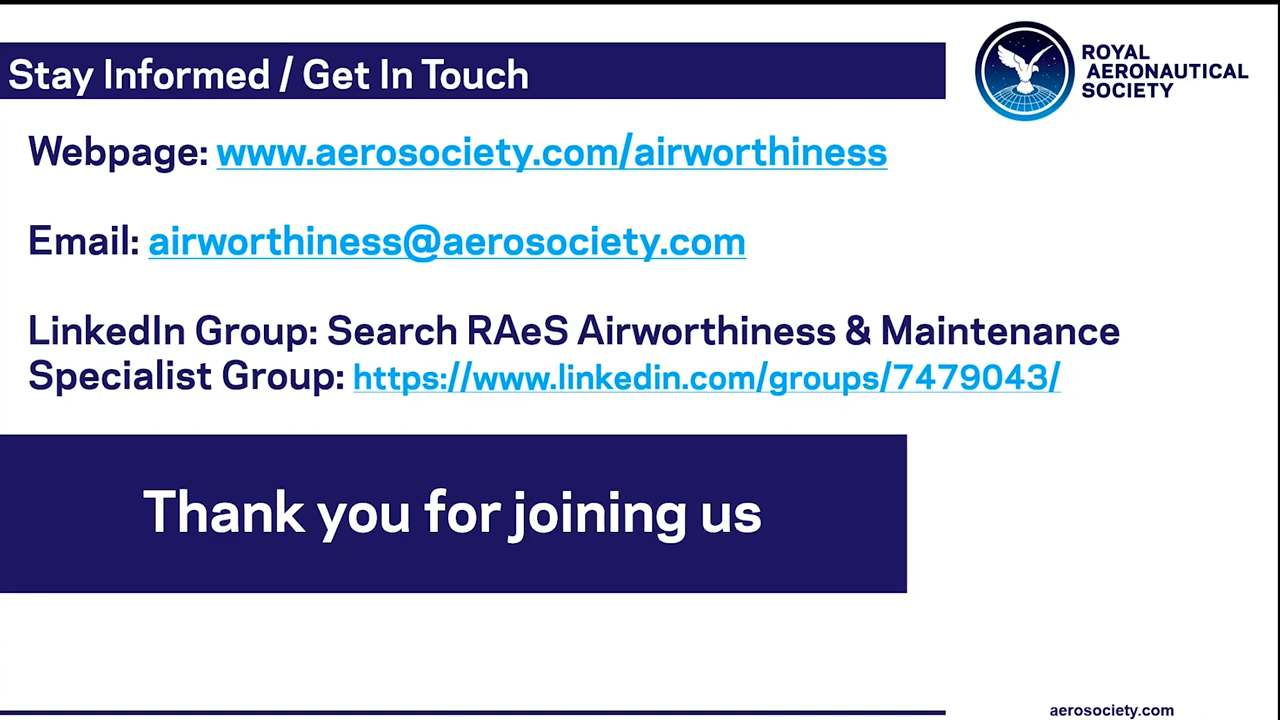 Stay Informed / Get In Touch
ROYAL
AERONAUTICAL
SOCIETY
Webpage: www.aerosociety.com/airworthiness
Email: airworthiness@aerosociety.com
LinkedIn Group: Search RAeS Airworthiness & Maintenance
Specialist Group: https://www.linkedin.com/groups/7479043/
Thank you for joining us
aerosociety.com